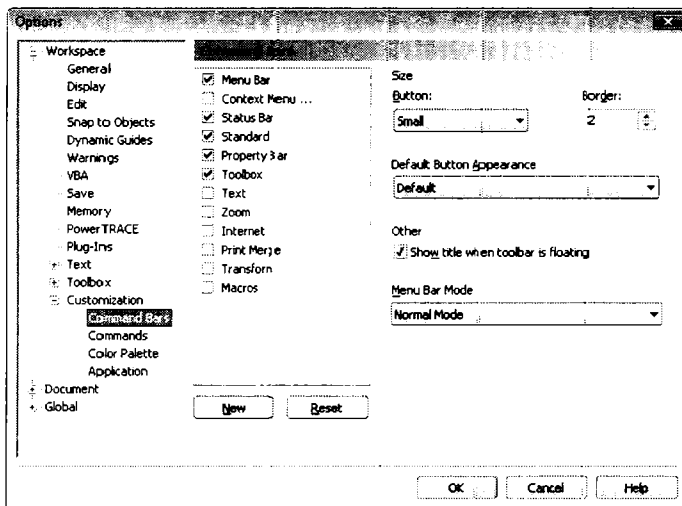 Options
Workspace
General
Display
Edit
Snap to Objects
Dynamic Guides
Warnings
VBA
Save
Memory
PowerTRACE
Plug-Ins
Text
Toolbox
Customization
Command Bars
Commands
Color Palette
Application
Document
Global
Menu Bar
Context Menu ...
Status Bar
Standard
Property Bar
Toolbox
Text
Zoom
Internet
Print Merge
Transform
Macros
New Reset
Size
Button: Border:
Small 2
Default Button Appearance
Default
Other
Show title when toolbar is floating
Menu Bar Mode
Normal Mode
OK Cancel Help